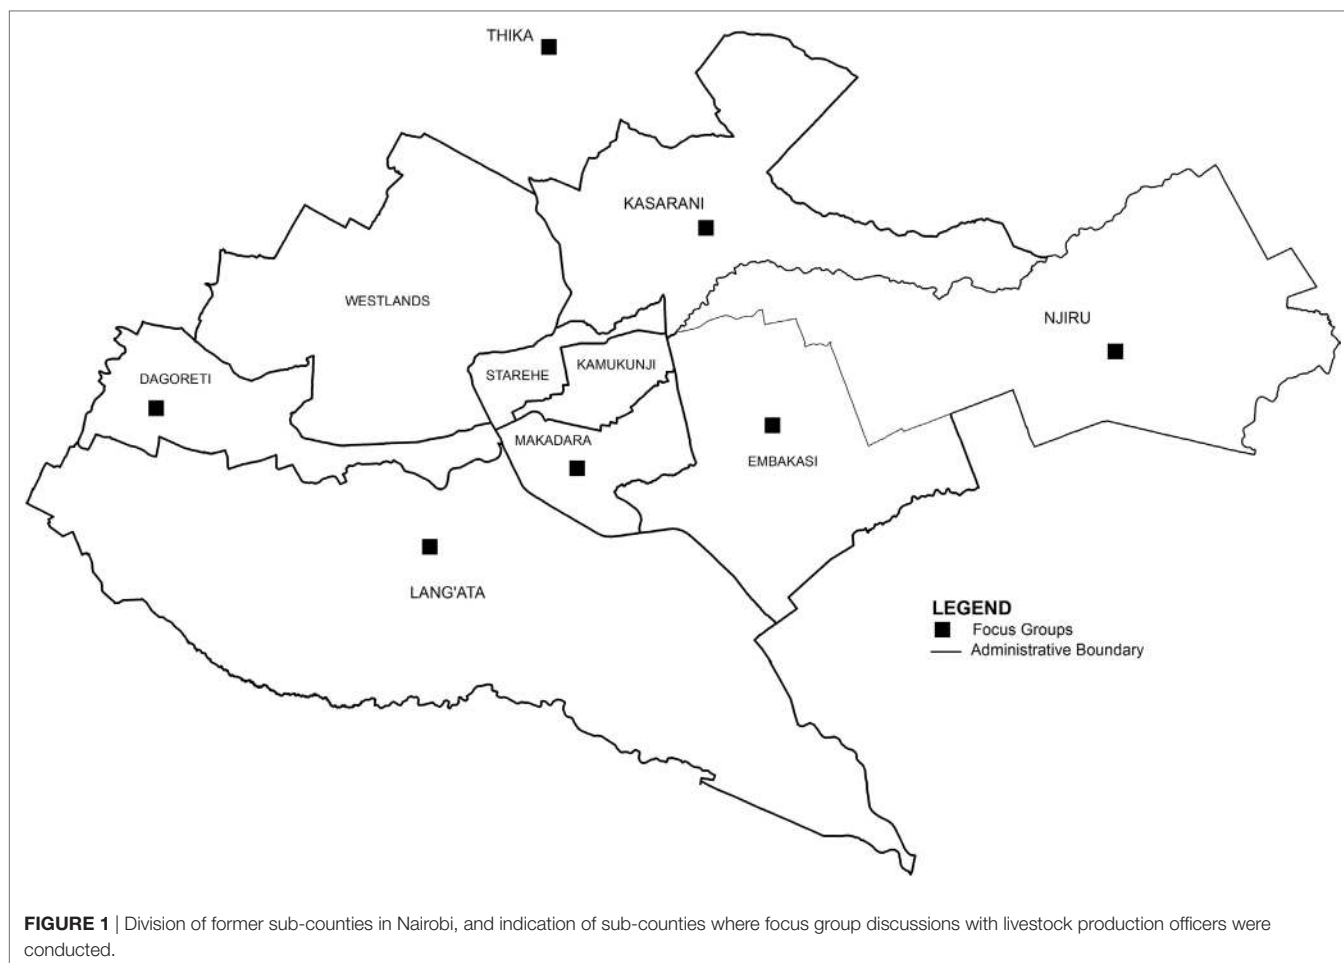 THIKA
KASARANI
WESTLANDS
NJIRU
STAREHE
KAMUKUNJI
DAGORETI
MAKADARA
EMBAKASI
LANG'ATA
LEGEND
Focus Groups
Administrative Boundary
FIGURE 1 | Division of former sub-counties in Nairobi, and indication of sub-counties where focus group discussions with livestock production officers were
conducted.